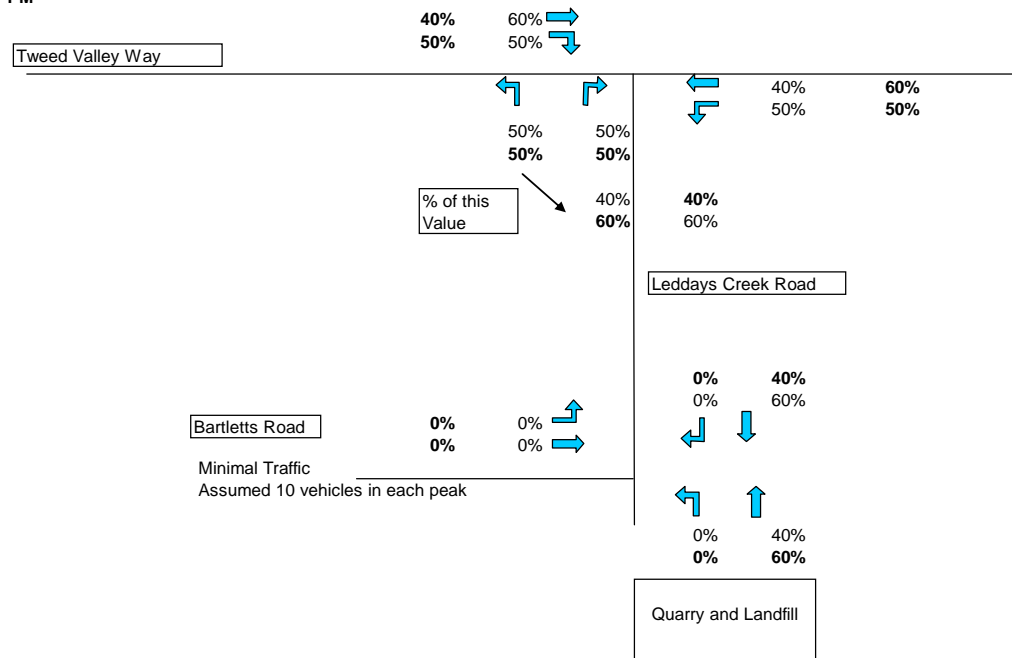 PM
40% 60%
50% 50%
Tweed Valley Way
40% 60%
50% 50%
50% 50%
50% 50%
% of this
Value
40% 40%
60% 60%
Leddays Creek Road
0% 40%
0% 60%
Bartletts Road
0% 0%
0% 0%
Minimal Traffic
Assumed 10 vehicles in each peak
0% 40%
0% 60%
Quarry and Landfill